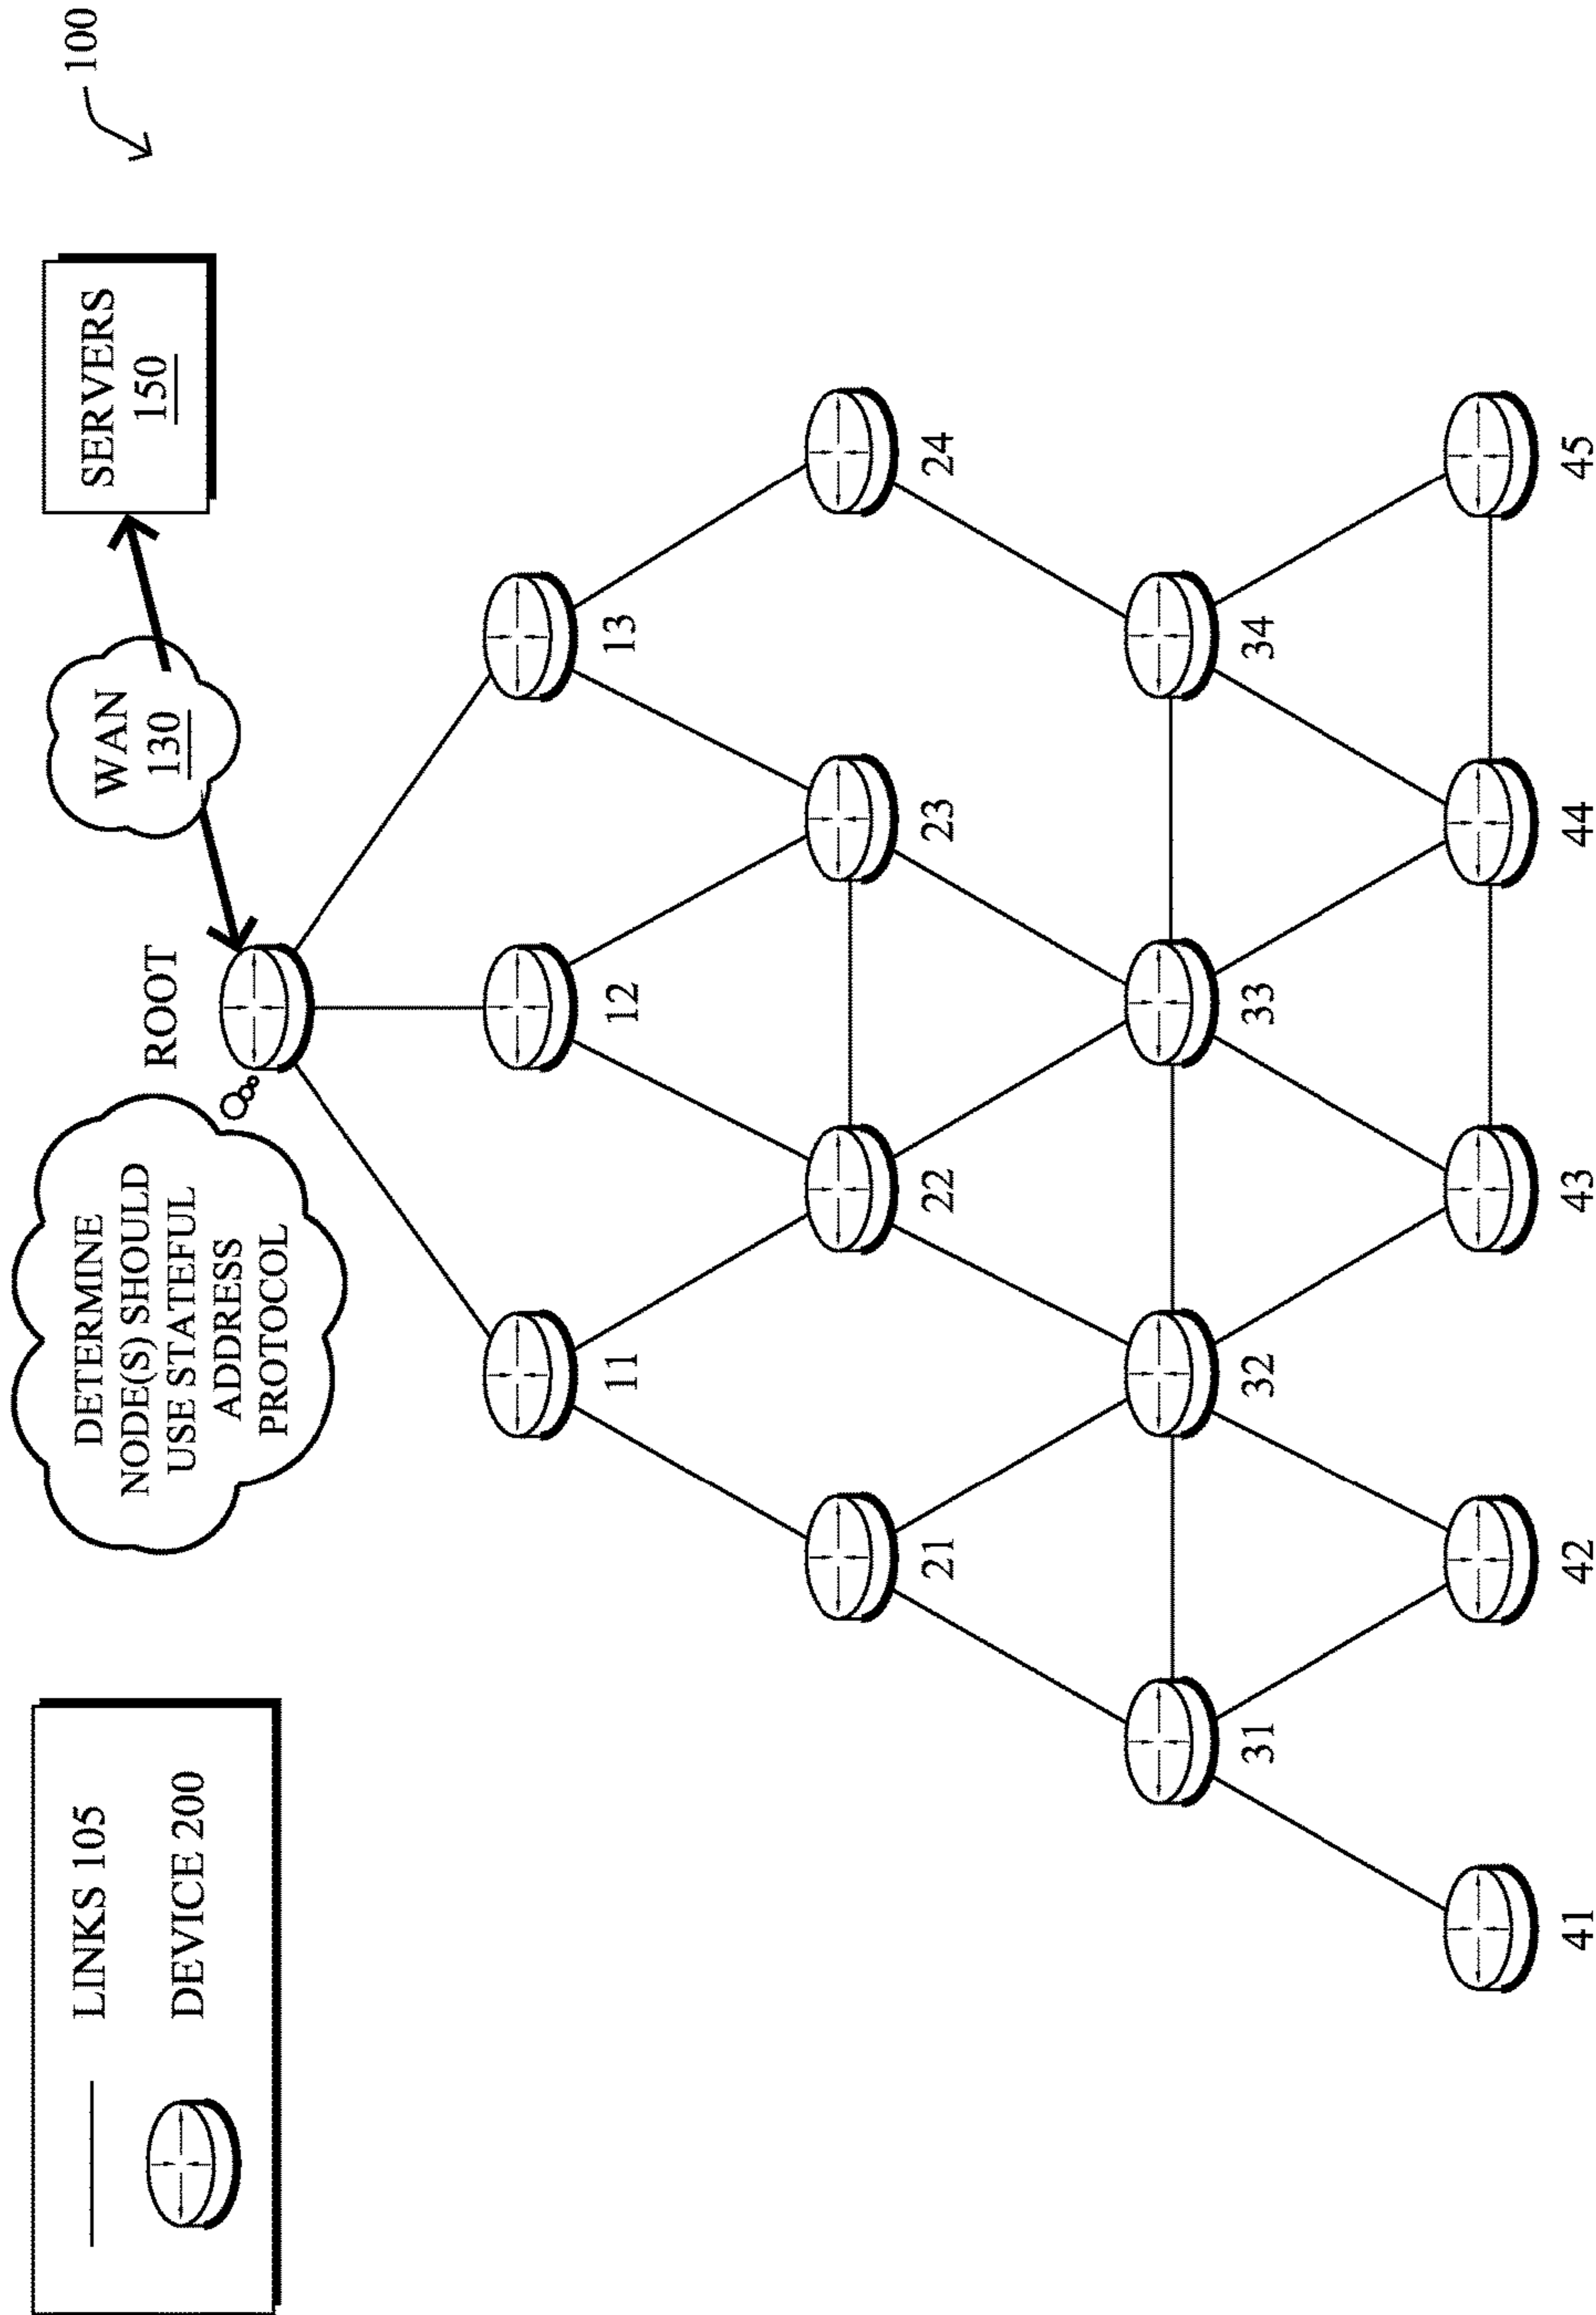 LINKS 105
DEVICE 200
DETERMINE
NODE(S) SHOULD
USE STATEFUL
ADDRESS
PROTOCOL
ROOT
WAN
130
SERVERS
150
100
11
12
13
21
22
23
24
31
32
33
34
41
42
43
44
45